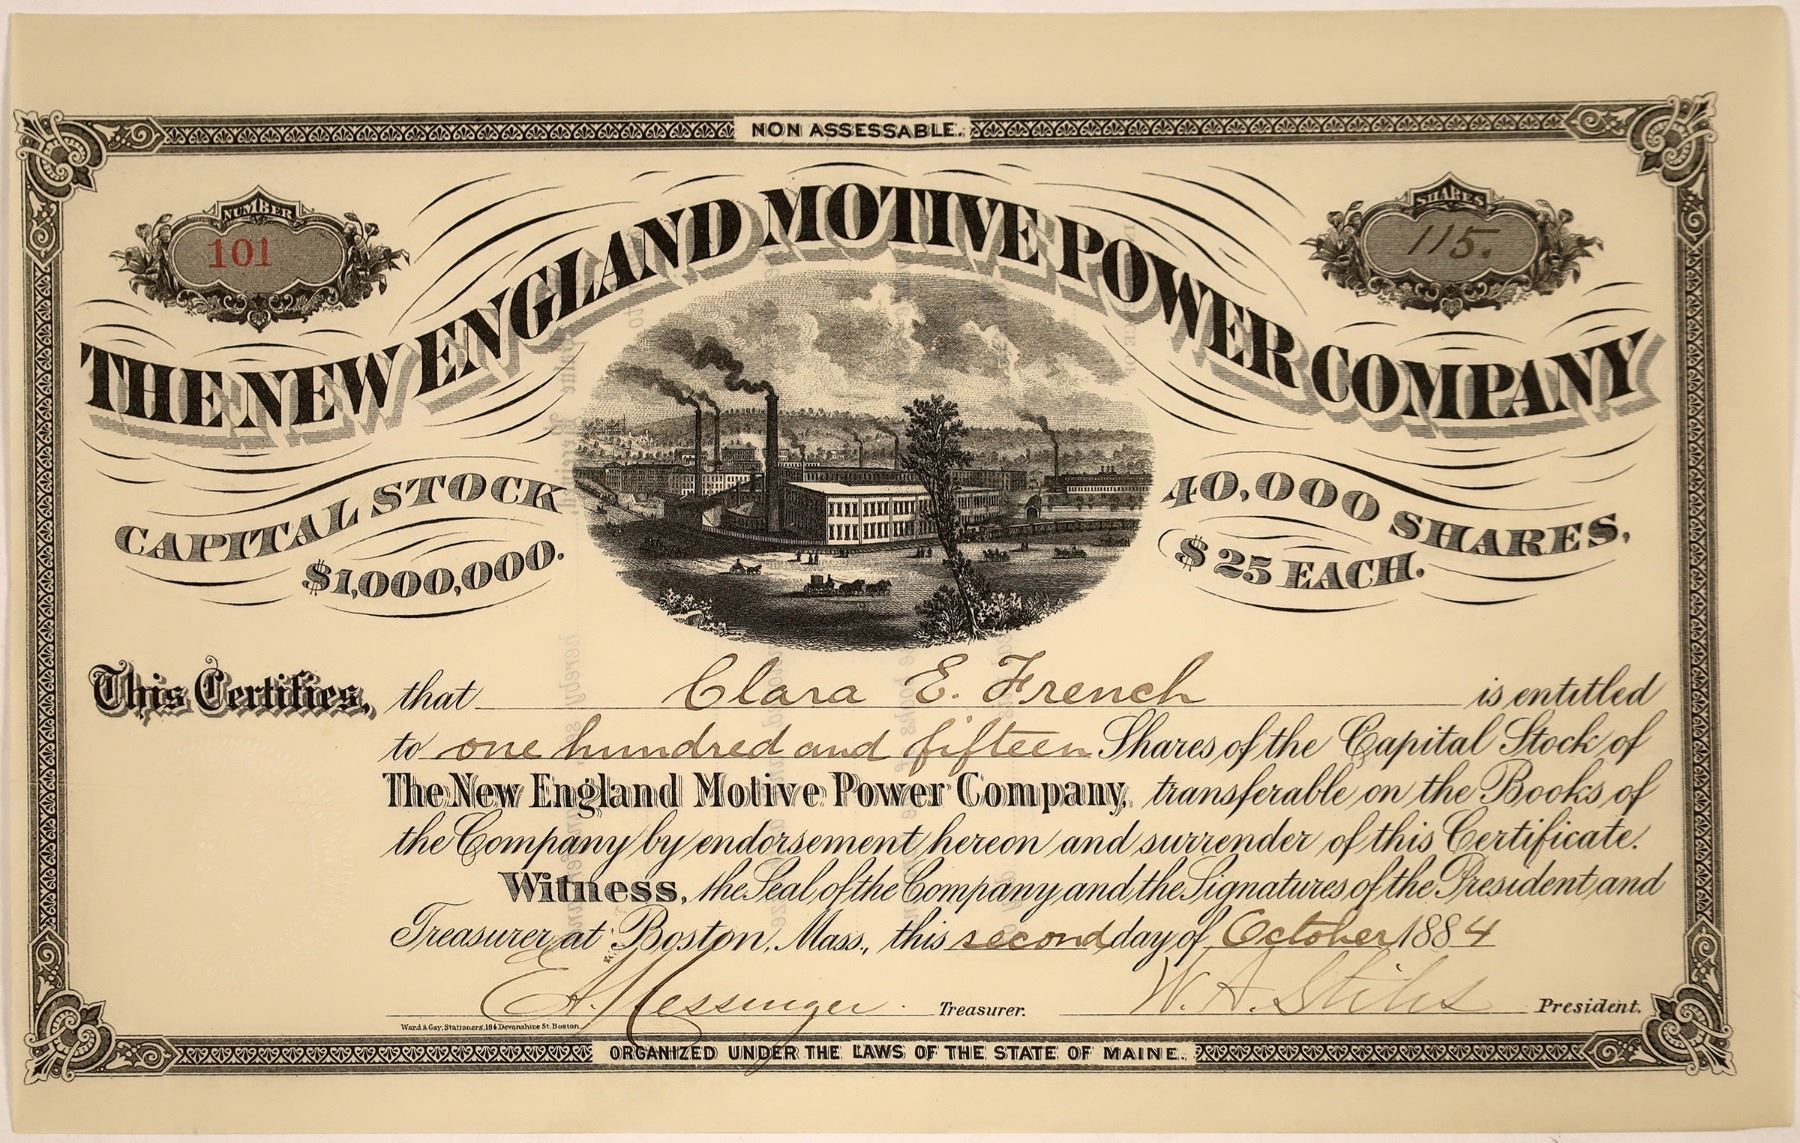 NON ASSESSABLE.
NUMBER
101
SHARES
115.
THE NEW ENGLAND MOTIVE POWER COMPANY
CAPITAL STOCK
$1,000,000.
40,000 SHARES,
$25 EACH.
This Certifies, that Clara E. French is entitled
to one hundred and fifteen Shares of the Capital Stock of
The New England Motive Power Company, transferable on the Books of
the Company by endorsement hereon and surrender of this Certificate.
Witness, the Seal of the Company and the Signatures of the President and
Treasurer at Boston, Mass., this second day of October 1884
E A. Messinger Treasurer. W. A. Stiles President.
Ward & Gay, Stationers, 184 Devonshire St. Boston.
ORGANIZED UNDER THE LAWS OF THE STATE OF MAINE.